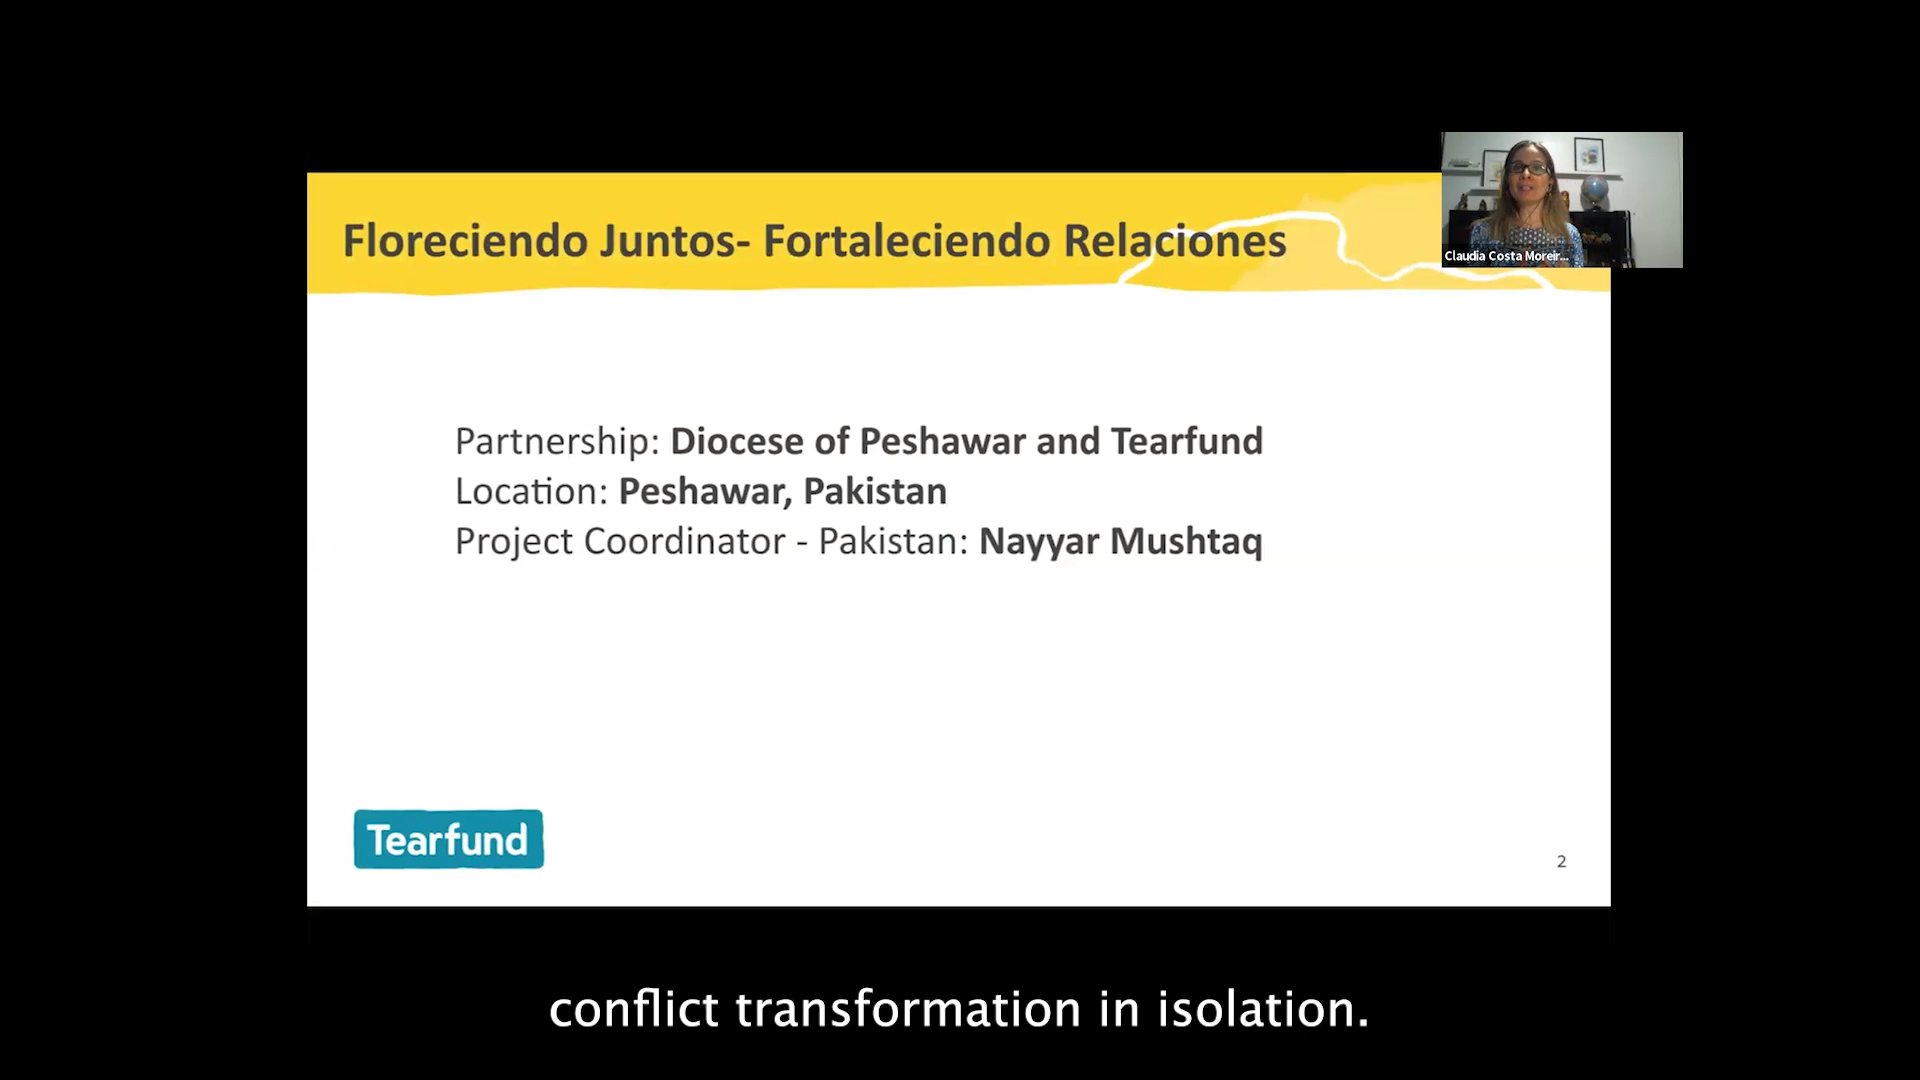 Floreciendo Juntos- Fortaleciendo Relaciones
Claudia Costa Moreir...
Partnership: Diocese of Peshawar and Tearfund
Location: Peshawar, Pakistan
Project Coordinator - Pakistan: Nayyar Mushtaq
Tearfund
2
conflict transformation in isolation.